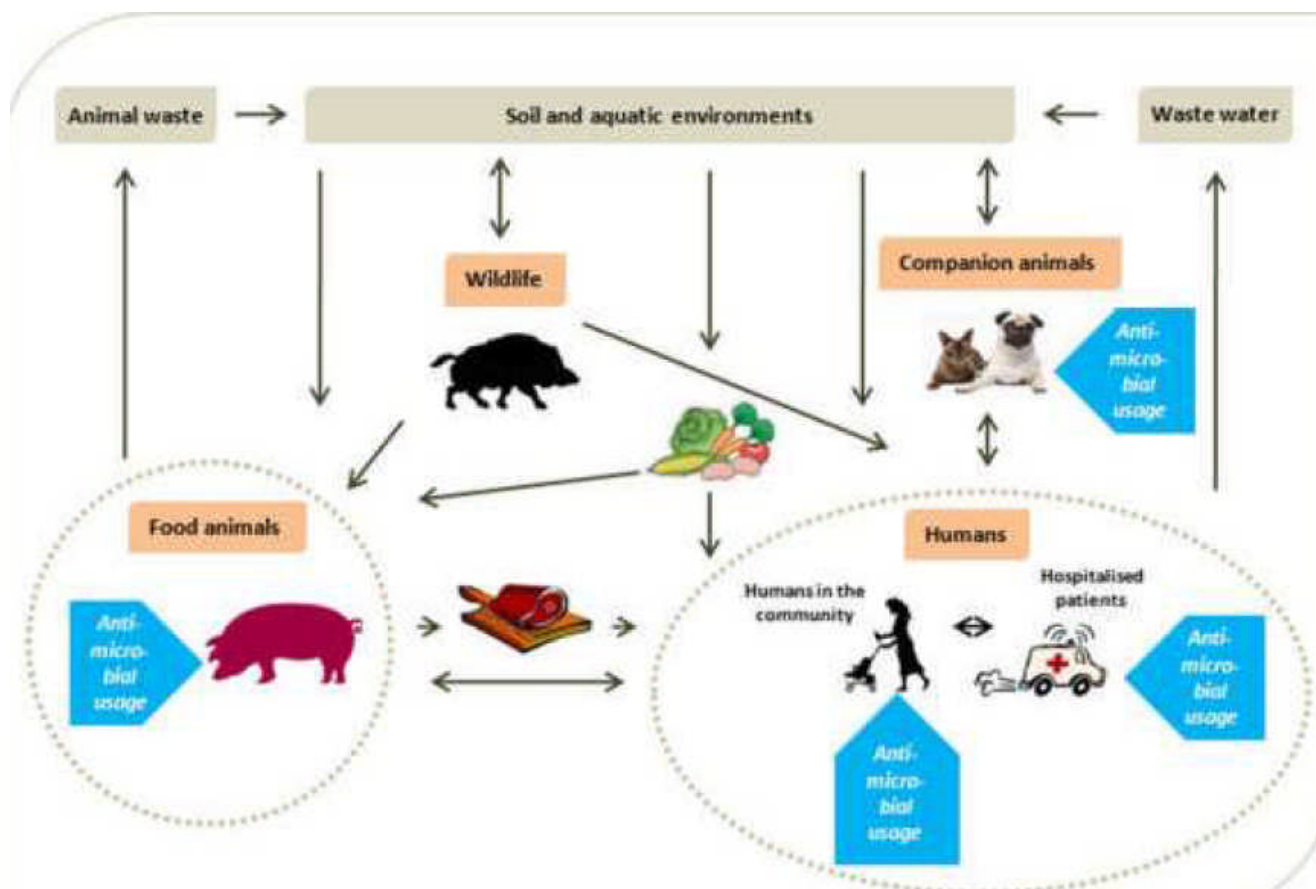 Animal waste
Soil and aquatic environments
Waste water
Wildlife
Companion animals
Anti-
micro-
bial
usage
Food animals
Humans
Humans in the
community
Hospitalised
patients
Anti-
micro-
bial
usage
Anti-
micro-
bial
usage
Anti-
micro-
bial
usage